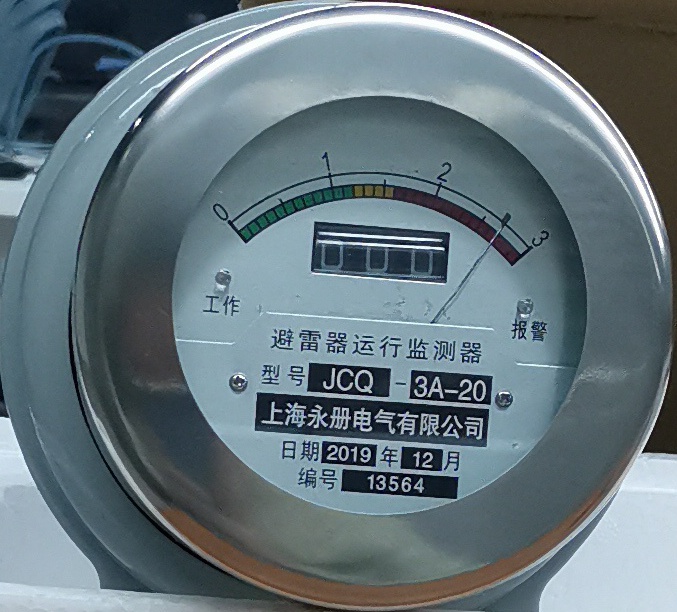 0 1 2 3
000
工作
报警
避雷器运行监测器
型号 JCQ - 3A-20
上海永册电气有限公司
日期 2019 年 12 月
编号 13564